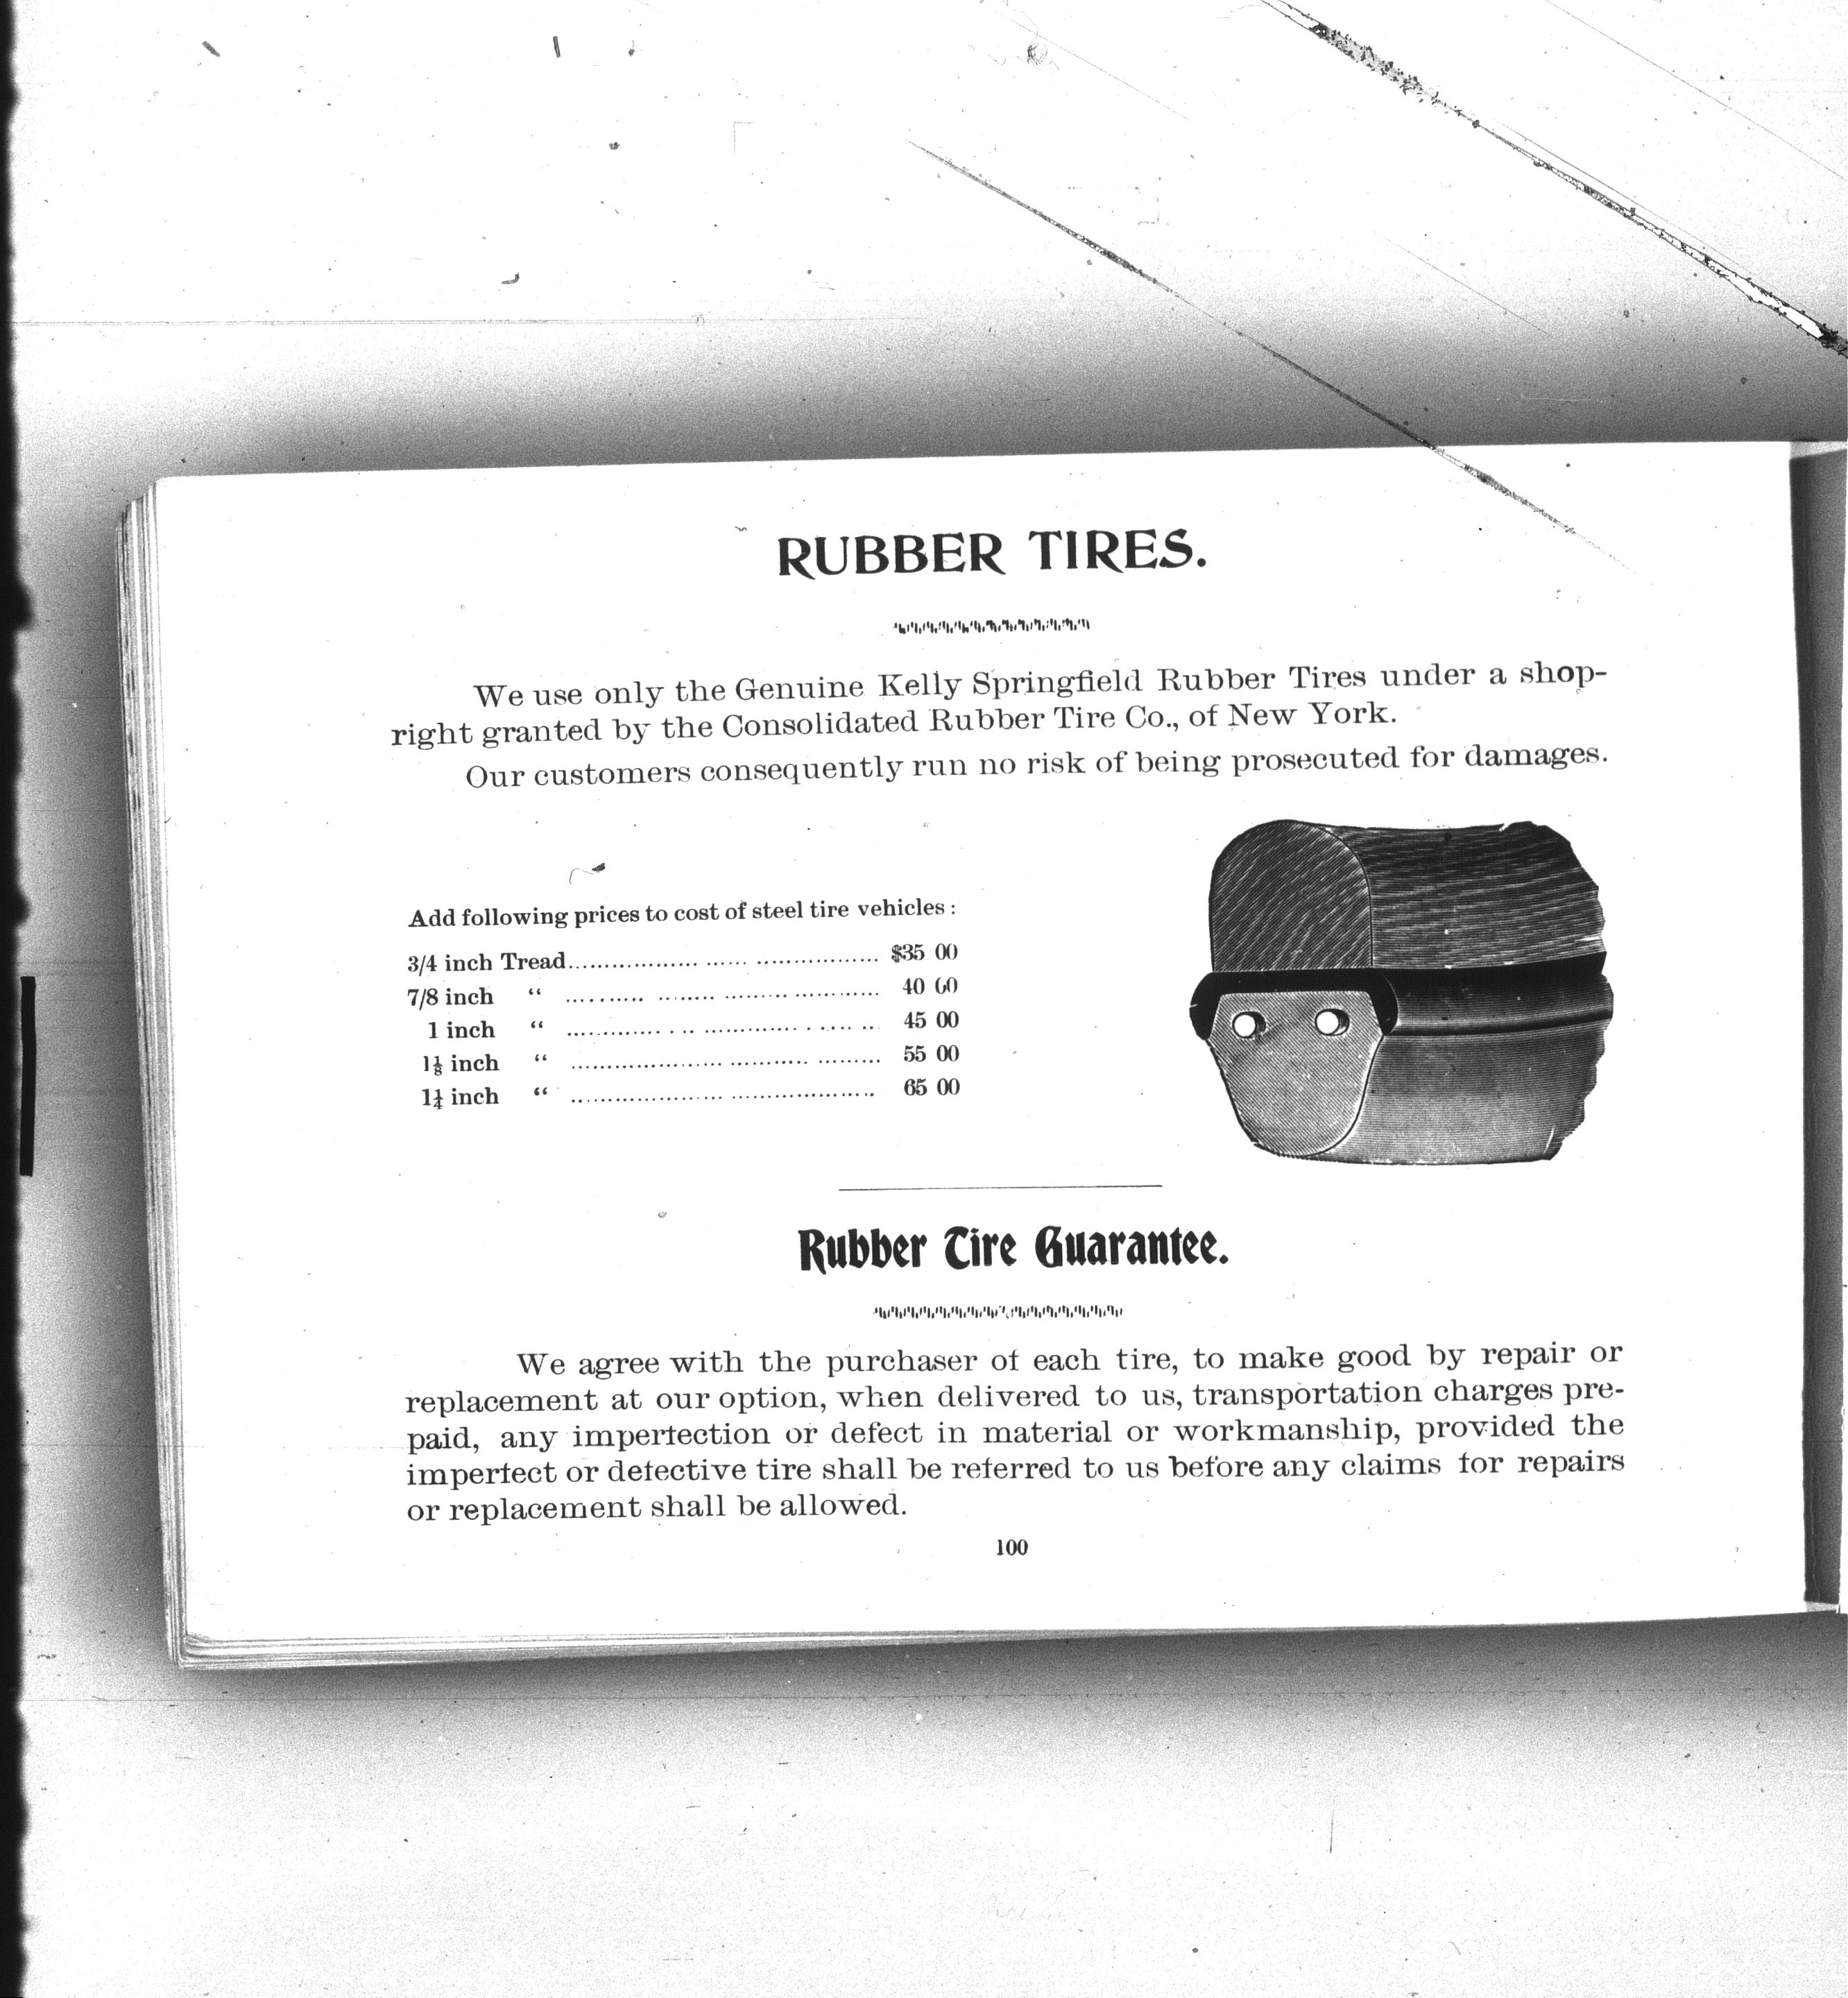 RUBBER TIRES.
We use only the Genuine Kelly Springfield Rubber Tires under a shop-
right granted by the Consolidated Rubber Tire Co., of New York.
Our customers consequently run no risk of being prosecuted for damages.
Add following prices to cost of steel tire vehicles:
3/4 inch Tread.................. ...... ................. $35 00
7/8 inch “ .......... ........ ......... ............ 40 00
1 inch “ ............. . . .. ............. . . .... .. 45 00
1⅛ inch “ ..................... ........... ......... 55 00
1¼ inch “ ..................... .................... 65 00
Rubber Tire Guarantee.
We agree with the purchaser of each tire, to make good by repair or
replacement at our option, when delivered to us, transportation charges pre-
paid, any imperfection or defect in material or workmanship, provided the
imperfect or defective tire shall be referred to us before any claims for repairs
or replacement shall be allowed.
100